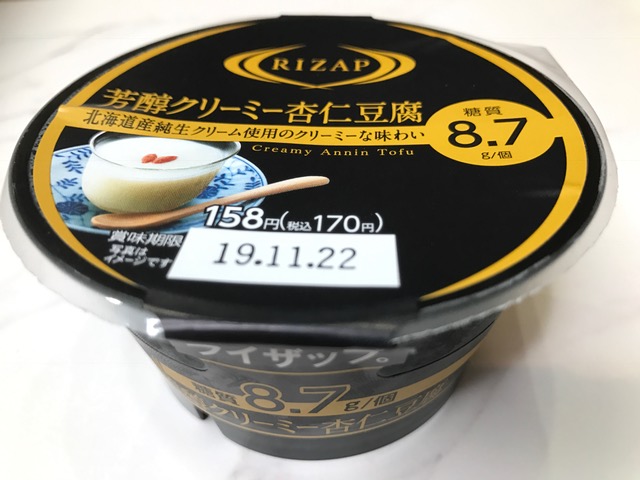 RIZAP
芳醇クリーミー杏仁豆腐
北海道産純生クリーム使用のクリーミーな味わい
Creamy Annin Tofu
糖質
8.7
g/個
158円(税込170円)
賞味期限
写真は
イメージです
19.11.22
ライザップ。
糖質
8.7
g/個
クリーミー杏仁豆腐